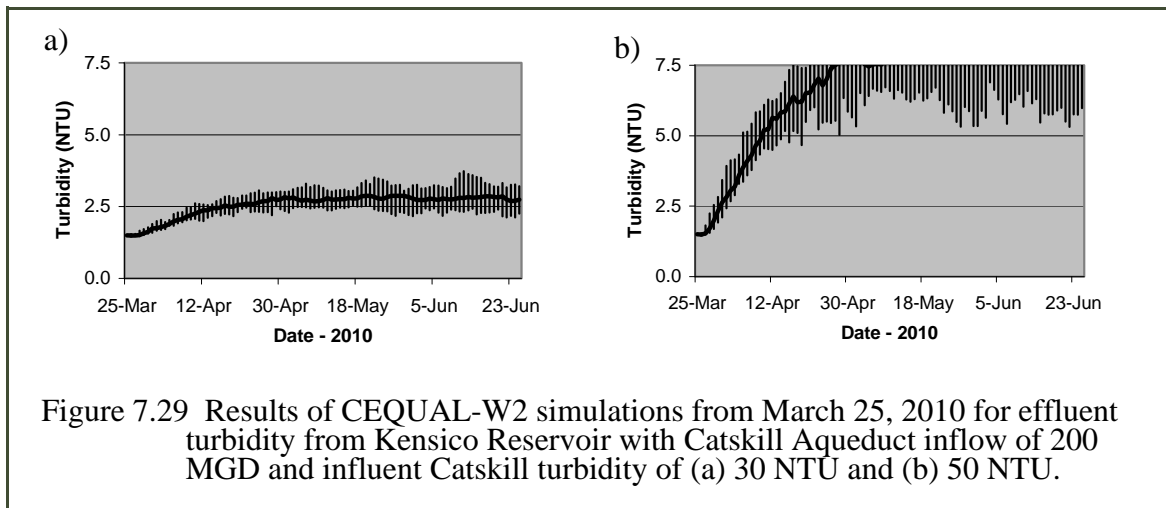 a)
7.5
5.0
2.5
0.0
Turbidity (NTU)
25-Mar 12-Apr 30-Apr 18-May 5-Jun 23-Jun
Date - 2010
b)
7.5
5.0
2.5
0.0
Turbidity (NTU)
25-Mar 12-Apr 30-Apr 18-May 5-Jun 23-Jun
Date - 2010
Figure 7.29 Results of CEQUAL-W2 simulations from March 25, 2010 for effluent
turbidity from Kensico Reservoir with Catskill Aqueduct inflow of 200
MGD and influent Catskill turbidity of (a) 30 NTU and (b) 50 NTU.